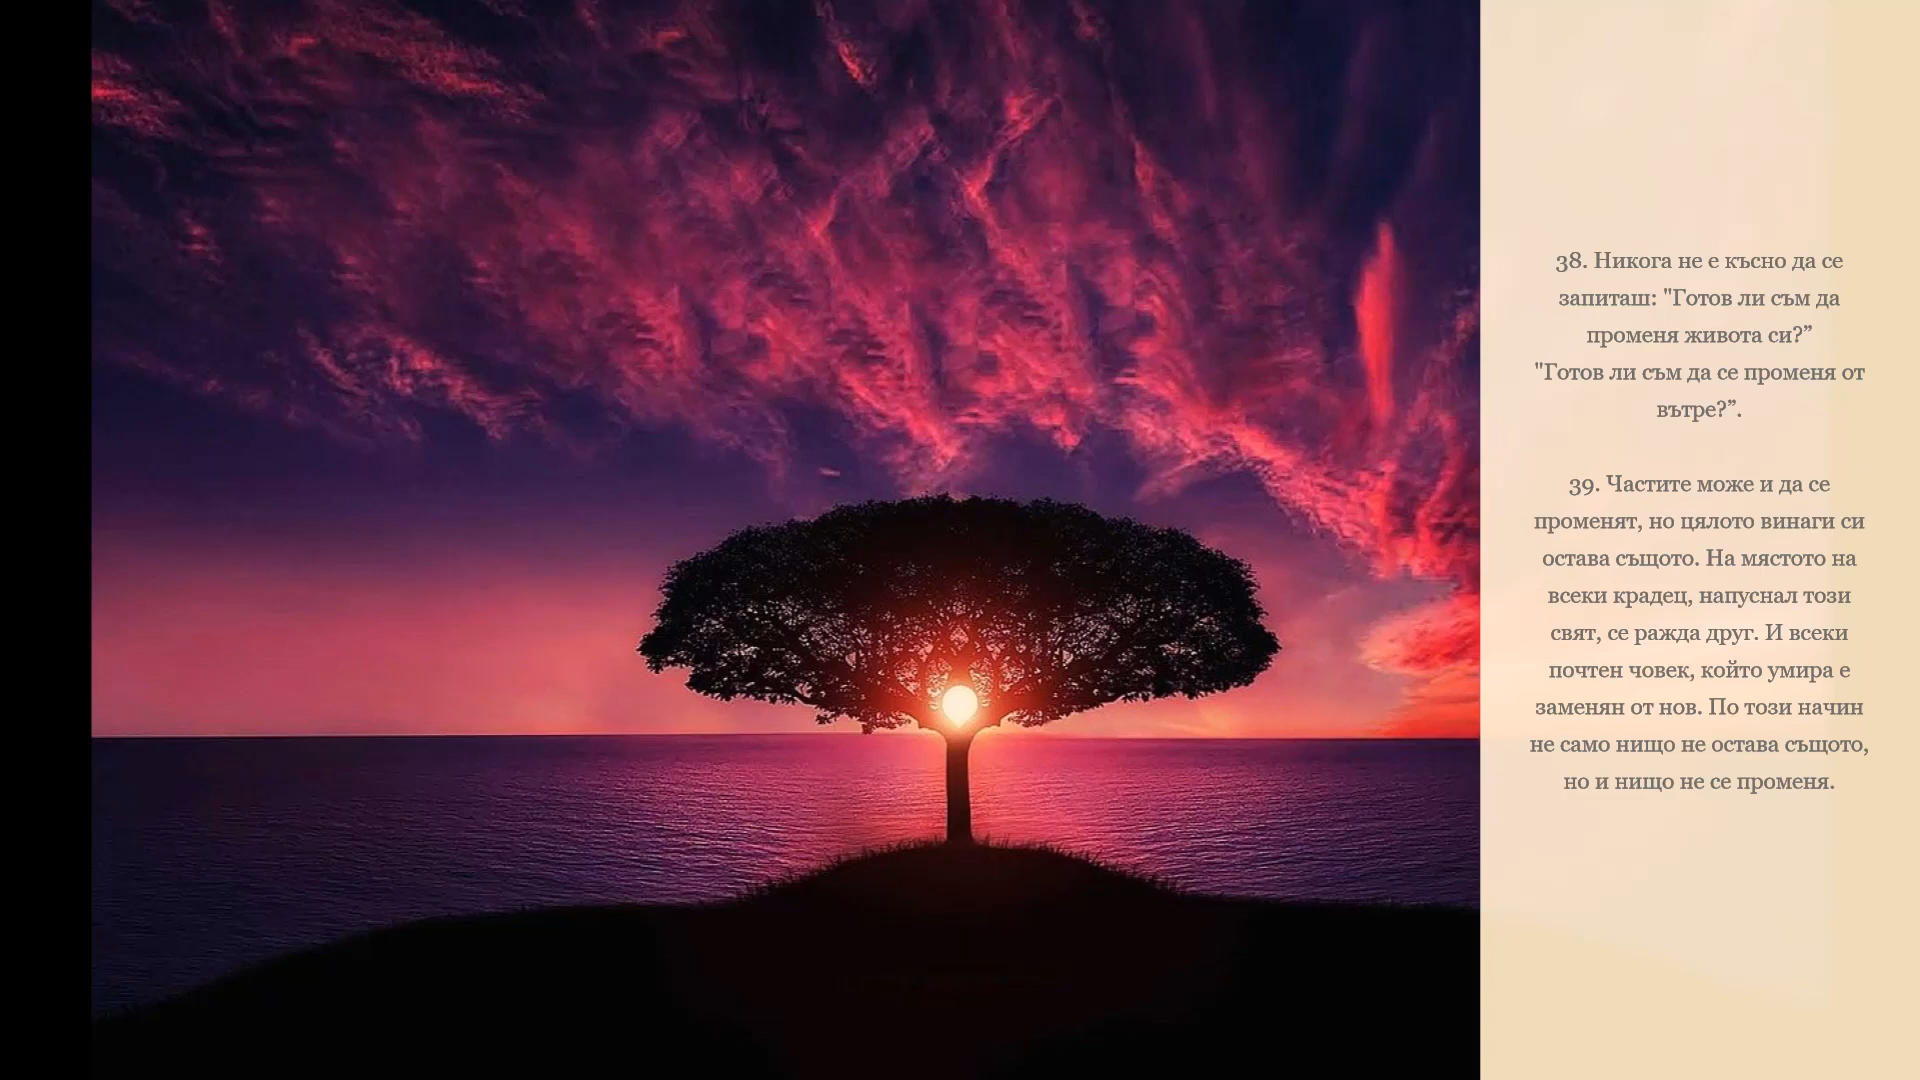 38. Никога не е късно да се
запиташ: "Готов ли съм да
променя живота си?”
"Готов ли съм да се променя от
вътре?”.
39. Частите може и да се
променят, но цялото винаги си
остава същото. На мястото на
всеки крадец, напуснал този
свят, се ражда друг. И всеки
почтен човек, който умира е
заменян от нов. По този начин
не само нищо не остава същото,
но и нищо не се променя.